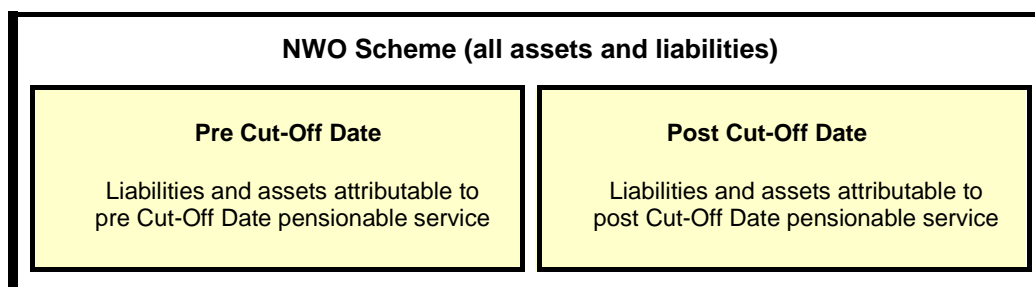 NWO Scheme (all assets and liabilities)
Pre Cut-Off Date
Liabilities and assets attributable to
pre Cut-Off Date pensionable service
Post Cut-Off Date
Liabilities and assets attributable to
post Cut-Off Date pensionable service